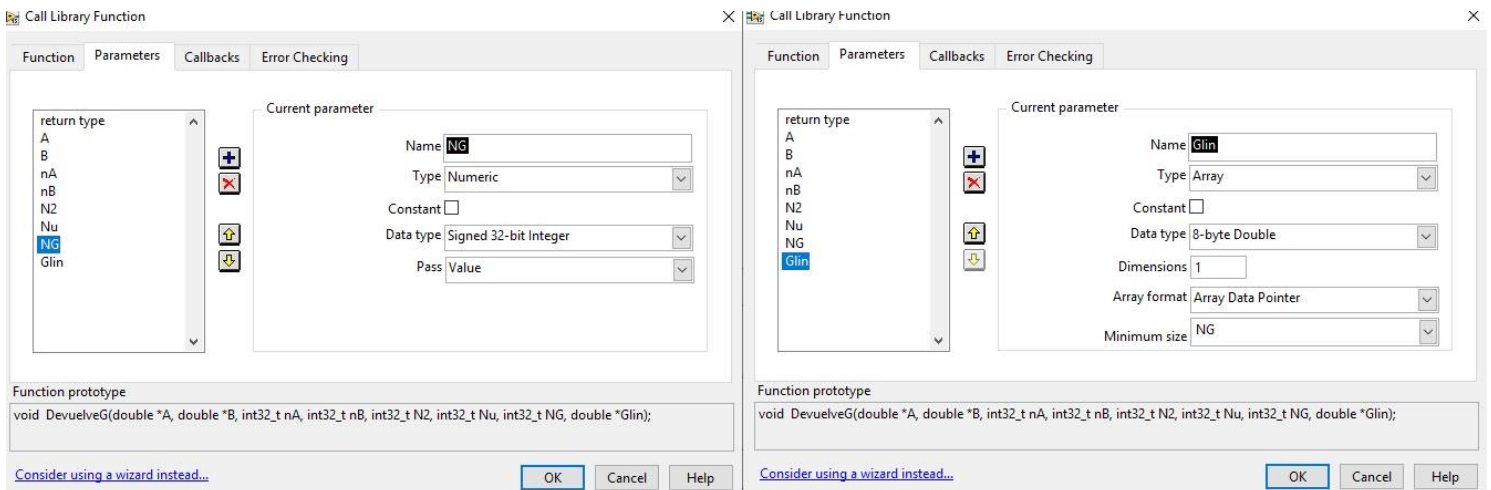 Call Library Function
Function Parameters Callbacks Error Checking
return type
A
B
nA
nB
N2
Nu
NG
Glin
Current parameter
Name NG
Type Numeric
Constant
Data type Signed 32-bit Integer
Pass Value
Function prototype
void DevuelveG(double *A, double *B, int32_t nA, int32_t nB, int32_t N2, int32_t Nu, int32_t NG, double *Glin);
Consider using a wizard instead...
OK Cancel Help
Call Library Function
Function Parameters Callbacks Error Checking
return type
A
B
nA
nB
N2
Nu
NG
Glin
Current parameter
Name Glin
Type Array
Constant
Data type 8-byte Double
Dimensions 1
Array format Array Data Pointer
Minimum size NG
Function prototype
void DevuelveG(double *A, double *B, int32_t nA, int32_t nB, int32_t N2, int32_t Nu, int32_t NG, double *Glin);
Consider using a wizard instead...
OK Cancel Help